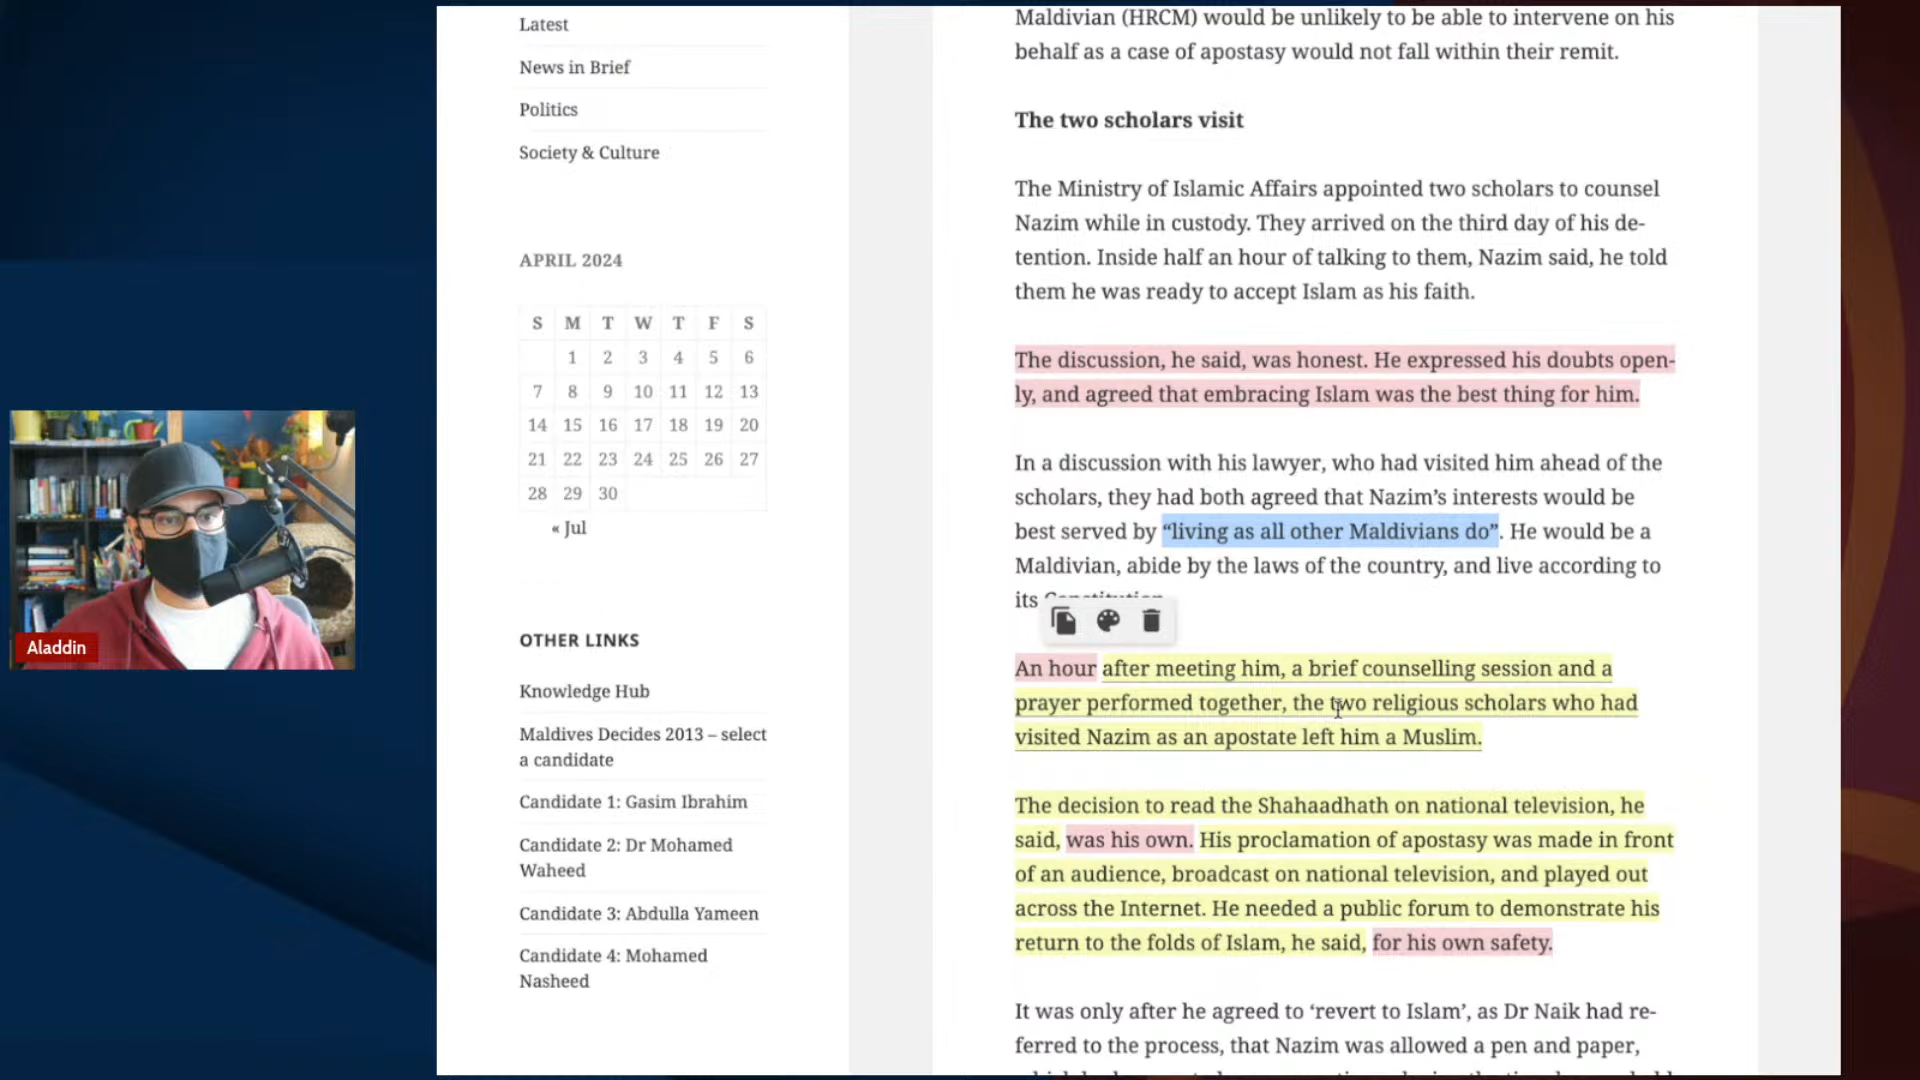 Latest
News in Brief
Politics
Society & Culture
APRIL 2024
S M T W T F S
1 2 3 4 5 6
7 8 9 10 11 12 13
14 15 16 17 18 19 20
21 22 23 24 25 26 27
28 29 30
« Jul
OTHER LINKS
Knowledge Hub
Maldives Decides 2013 – select
a candidate
Candidate 1: Gasim Ibrahim
Candidate 2: Dr Mohamed
Waheed
Candidate 3: Abdulla Yameen
Candidate 4: Mohamed
Nasheed
Maldivian (HRCM) would be unlikely to be able to intervene on his
behalf as a case of apostasy would not fall within their remit.
The two scholars visit
The Ministry of Islamic Affairs appointed two scholars to counsel
Nazim while in custody. They arrived on the third day of his de-
tention. Inside half an hour of talking to them, Nazim said, he told
them he was ready to accept Islam as his faith.
The discussion, he said, was honest. He expressed his doubts open-
ly, and agreed that embracing Islam was the best thing for him.
In a discussion with his lawyer, who had visited him ahead of the
scholars, they had both agreed that Nazim’s interests would be
best served by “living as all other Maldivians do”. He would be a
Maldivian, abide by the laws of the country, and live according to
its Constitution.
An hour after meeting him, a brief counselling session and a
prayer performed together, the two religious scholars who had
visited Nazim as an apostate left him a Muslim.
The decision to read the Shahaadhath on national television, he
said, was his own. His proclamation of apostasy was made in front
of an audience, broadcast on national television, and played out
across the Internet. He needed a public forum to demonstrate his
return to the folds of Islam, he said, for his own safety.
It was only after he agreed to ‘revert to Islam’, as Dr Naik had re-
ferred to the process, that Nazim was allowed a pen and paper,
Aladdin